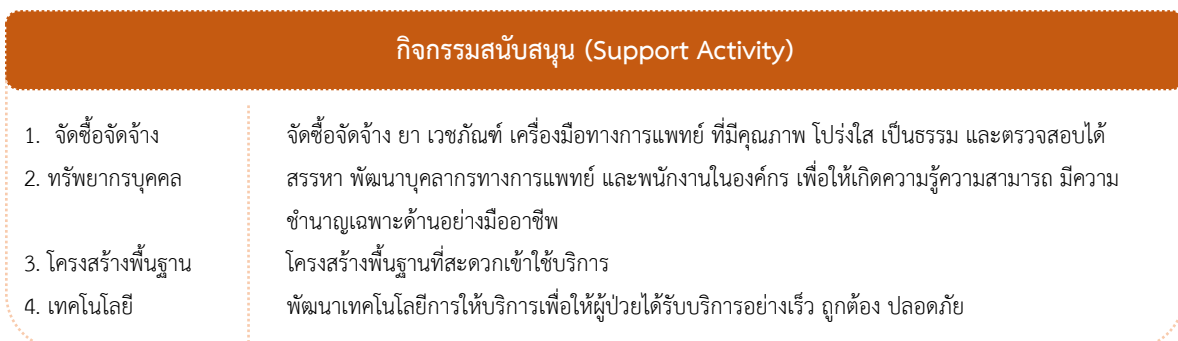 กิจกรรมสนับสนุน (Support Activity)
1. จัดซื้อจัดจ้าง จัดซื้อจัดจ้าง ยา เวชภัณฑ์ เครื่องมือทางการแพทย์ ที่มีคุณภาพ โปร่งใส เป็นธรรม และตรวจสอบได้
2. ทรัพยากรบุคคล สรรหา พัฒนาบุคลากรทางการแพทย์ และพนักงานในองค์กร เพื่อให้เกิดความรู้ความสามารถ มีความ
ชำนาญเฉพาะด้านอย่างมืออาชีพ
3. โครงสร้างพื้นฐาน โครงสร้างพื้นฐานที่สะดวกเข้าใช้บริการ
4. เทคโนโลยี พัฒนาเทคโนโลยีการให้บริการเพื่อให้ผู้ป่วยได้รับบริการอย่างเร็ว ถูกต้อง ปลอดภัย